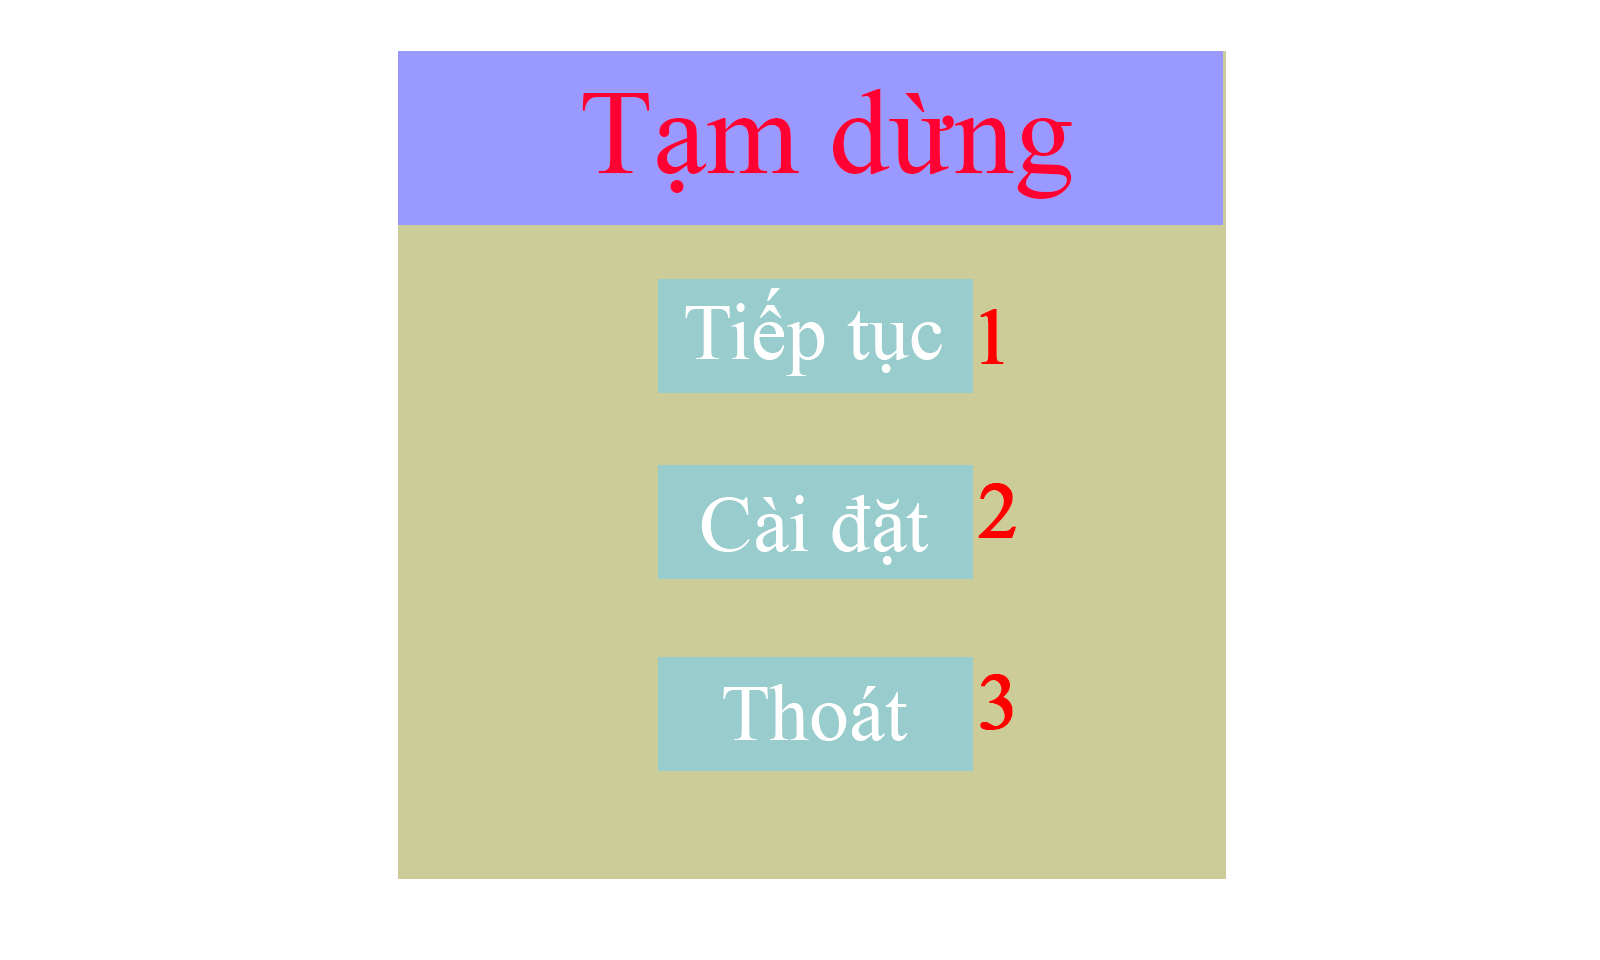 Tạm dừng
Tiếp tục 1
Cài đặt 2
Thoát 3